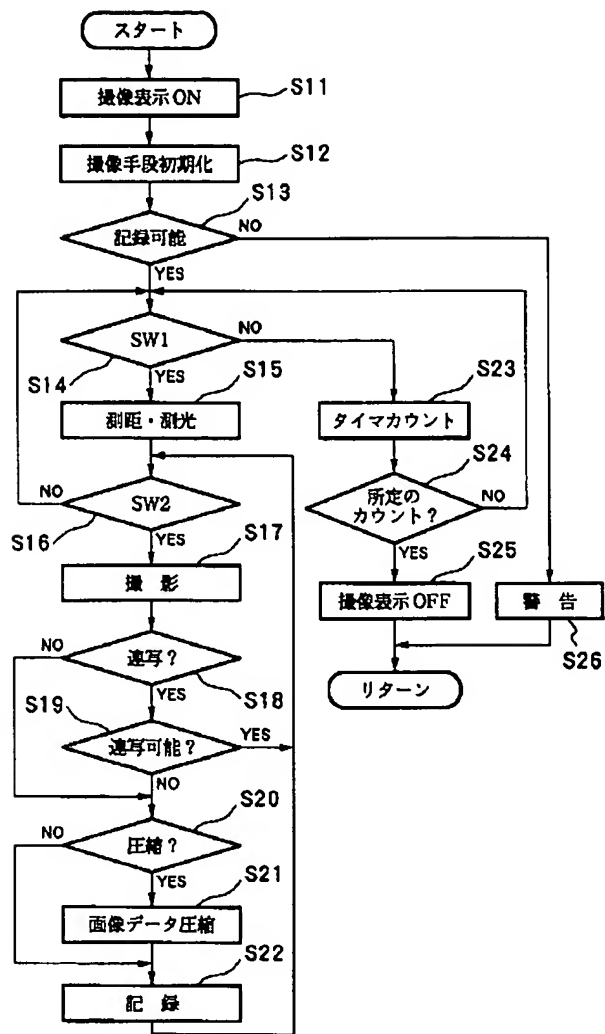 スタート
撮像表示ON
S11
撮像手段初期化
S12
記録可能
S13
NO
YES
SW1
S14
NO
YES
測距・測光
S15
SW2
S16
NO
YES
撮 影
S17
連写?
S18
NO
YES
連写可能?
S19
YES
NO
圧縮?
S20
NO
YES
面像データ圧縮
S21
記 録
S22
タイマカウント
S23
所定の
カウント?
S24
NO
YES
撮像表示OFF
S25
警 告
S26
リターン